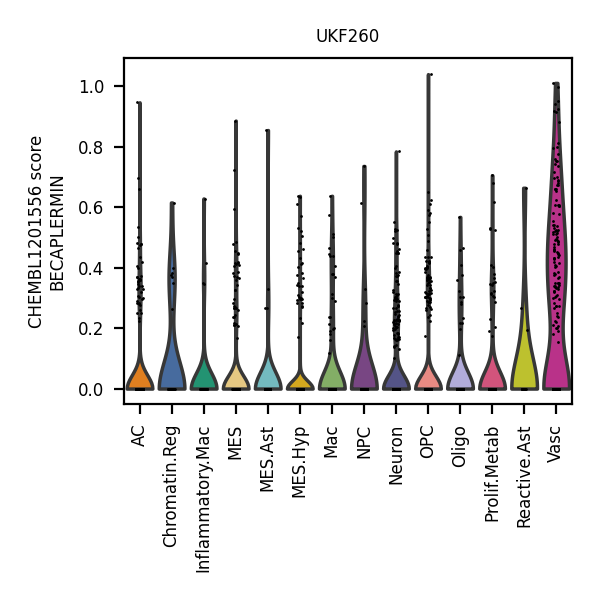 UKF260
CHEMBL1201556 score
BECAPLERMIN
1.0
0.8
0.6
0.4
0.2
0.0
AC
Chromatin.Reg
Inflammatory.Mac
MES
MES.Ast
MES.Hyp
Mac
NPC
Neuron
OPC
Oligo
Prolif.Metab
Reactive.Ast
Vasc